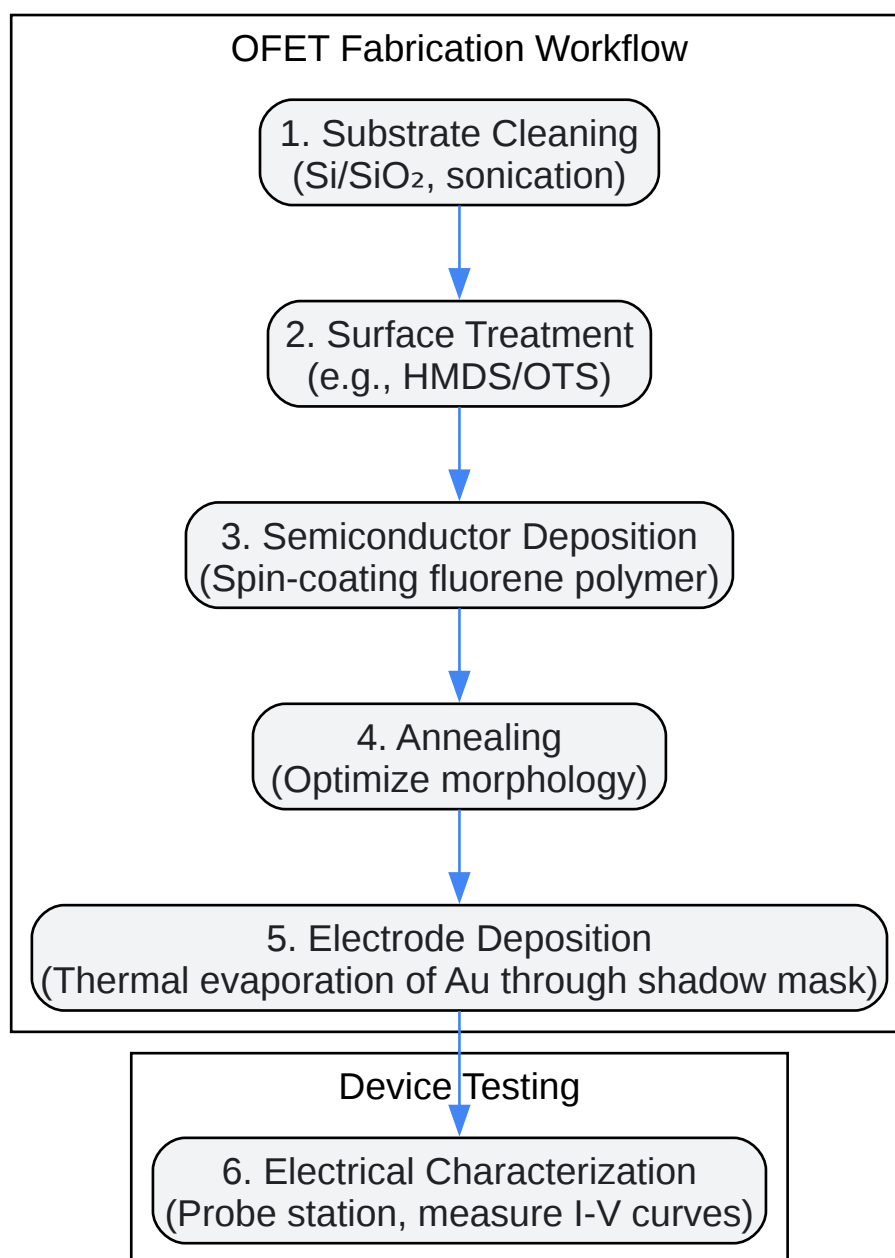 OFET Fabrication Workflow
1. Substrate Cleaning
(Si/SiO₂, sonication)
2. Surface Treatment
(e.g., HMDS/OTS)
3. Semiconductor Deposition
(Spin-coating fluorene polymer)
4. Annealing
(Optimize morphology)
5. Electrode Deposition
(Thermal evaporation of Au through shadow mask)
Device Testing
6. Electrical Characterization
(Probe station, measure I-V curves)